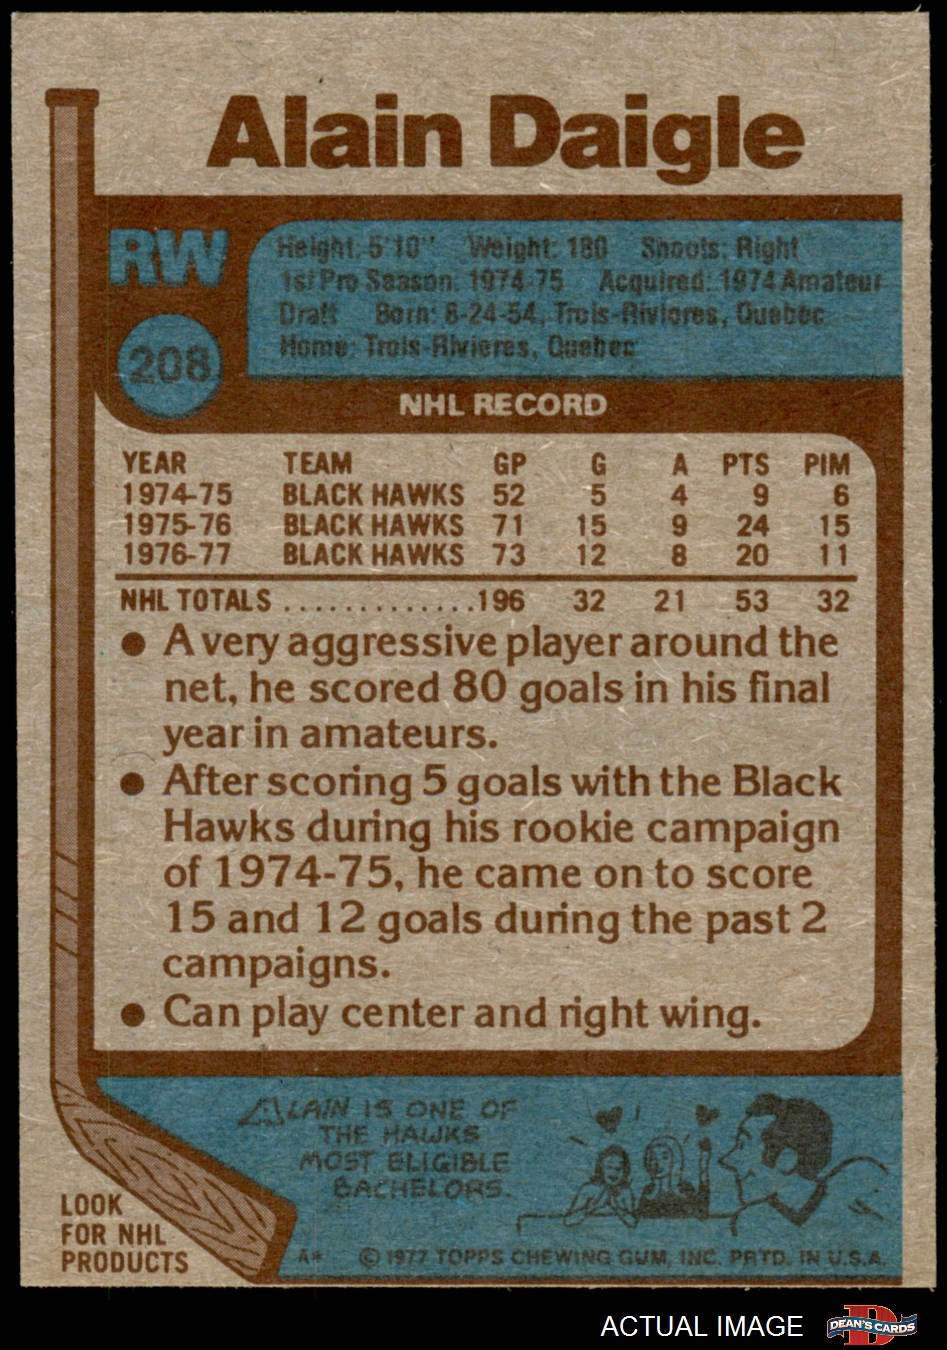 Alain Daigle
RW
208
Height: 5'10" Weight: 180 Shoots: Right
1st Pro Season: 1974-75 Acquired: 1974 Amateur
Draft Born: 8-24-54, Trois-Rivieres, Quebec
Home: Trois-Rivieres, Quebec
NHL RECORD
YEAR TEAM GP G A PTS PIM
1974-75 BLACK HAWKS 52 5 4 9 6
1975-76 BLACK HAWKS 71 15 9 24 15
1976-77 BLACK HAWKS 73 12 8 20 11
NHL TOTALS.............196 32 21 53 32
● A very aggressive player around the
net, he scored 80 goals in his final
year in amateurs.
● After scoring 5 goals with the Black
Hawks during his rookie campaign
of 1974-75, he came on to score
15 and 12 goals during the past 2
campaigns.
● Can play center and right wing.
ALAIN IS ONE OF
THE HAWKS
MOST ELIGIBLE
BACHELORS.
LOOK
FOR NHL
PRODUCTS
A* © 1977 TOPPS CHEWING GUM, INC. PRTD. IN U.S.A.
ACTUAL IMAGE
D
DEAN'S CARDS